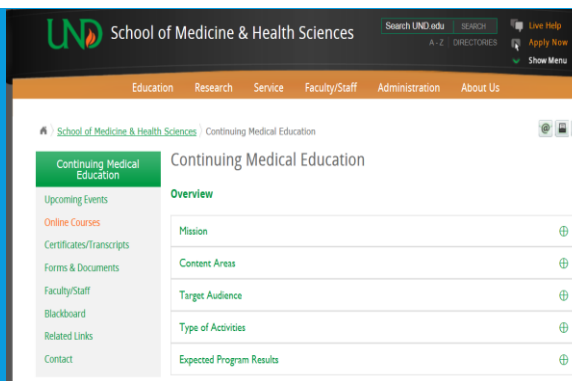 UND School of Medicine & Health Sciences
Search UND.edu SEARCH
A - Z DIRECTORIES
Live Help
Apply Now
Show Menu
Education Research Service Faculty/Staff Administration About Us
School of Medicine & Health Sciences Continuing Medical Education
Continuing Medical
Education
Upcoming Events
Online Courses
Certificates/Transcripts
Forms & Documents
Faculty/Staff
Blackboard
Related Links
Contact
Continuing Medical Education
Overview
Mission
Content Areas
Target Audience
Type of Activities
Expected Program Results